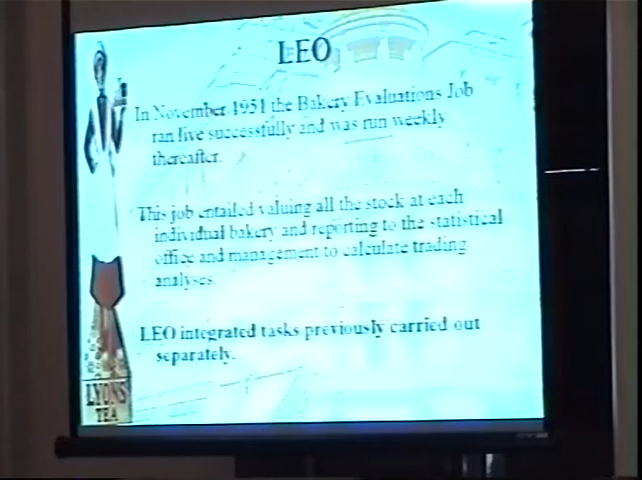 LEO
In November 1951 the Bakery Evaluations Job
ran live successfully and was run weekly
thereafter.
This job entailed valuing all the stock at each
individual bakery and reporting to the statistical
office and management to calculate trading
analyses.
LEO integrated tasks previously carried out
separately.
LYONS
TEA